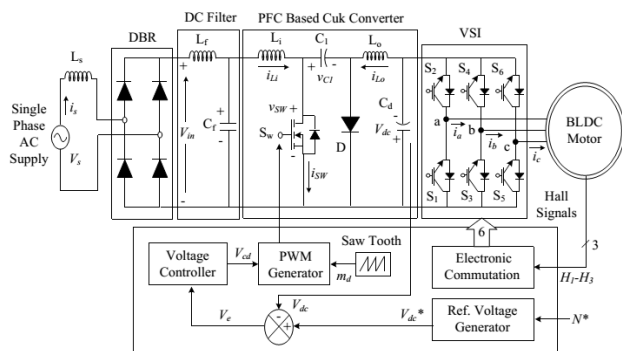 DBR
DC Filter
PFC Based Cuk Converter
VSI
Ls
Lf
Li
C1
Lo
is
+
Vin
-
Single
Phase
AC
Supply
Vs
+
Cf
-
iLi
+ vC1 -
iLo
vSW +
Sw
-
iSW
D
Cd
-
Vdc
+
S2
S4
S6
a
b
c
ia
ib
ic
S1
S3
S5
BLDC
Motor
Hall
Signals
6
3
H1-H3
Voltage
Controller
Vcd
PWM
Generator
Saw Tooth
md
Electronic
Commutation
Ve
Vdc
-
+
Vdc*
Ref. Voltage
Generator
N*